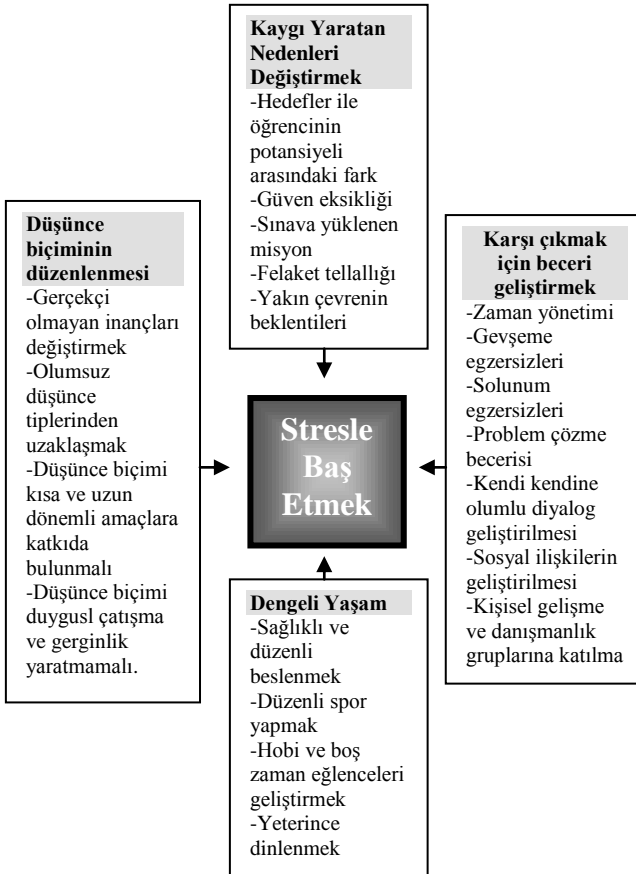 Kaygı Yaratan
Nedenleri
Değiştirmek
-Hedefler ile
öğrencinin
potansiyeli
arasındaki fark
-Güven eksikliği
-Sınava yüklenen
misyon
-Felaket tellallığı
-Yakın çevrenin
beklentileri
Düşünce
biçiminin
düzenlenmesi
-Gerçekçi
olmayan inançları
değiştirmek
-Olumsuz
düşünce
tiplerinden
uzaklaşmak
-Düşünce biçimi
kısa ve uzun
dönemli amaçlara
katkıda
bulunmalı
-Düşünce biçimi
duygusl çatışma
ve gerginlik
yaratmamalı.
Stresle
Baş
Etmek
Karşı çıkmak
için beceri
geliştirmek
-Zaman yönetimi
-Gevşeme
egzersizleri
-Solunum
egzersizleri
-Problem çözme
becerisi
-Kendi kendine
olumlu diyalog
geliştirilmesi
-Sosyal ilişkilerin
geliştirilmesi
-Kişisel gelişme
ve danışmanlık
gruplarına katılma
Dengeli Yaşam
-Sağlıklı ve
düzenli
beslenmek
-Düzenli spor
yapmak
-Hobi ve boş
zaman eğlenceleri
geliştirmek
-Yeterince
dinlenmek